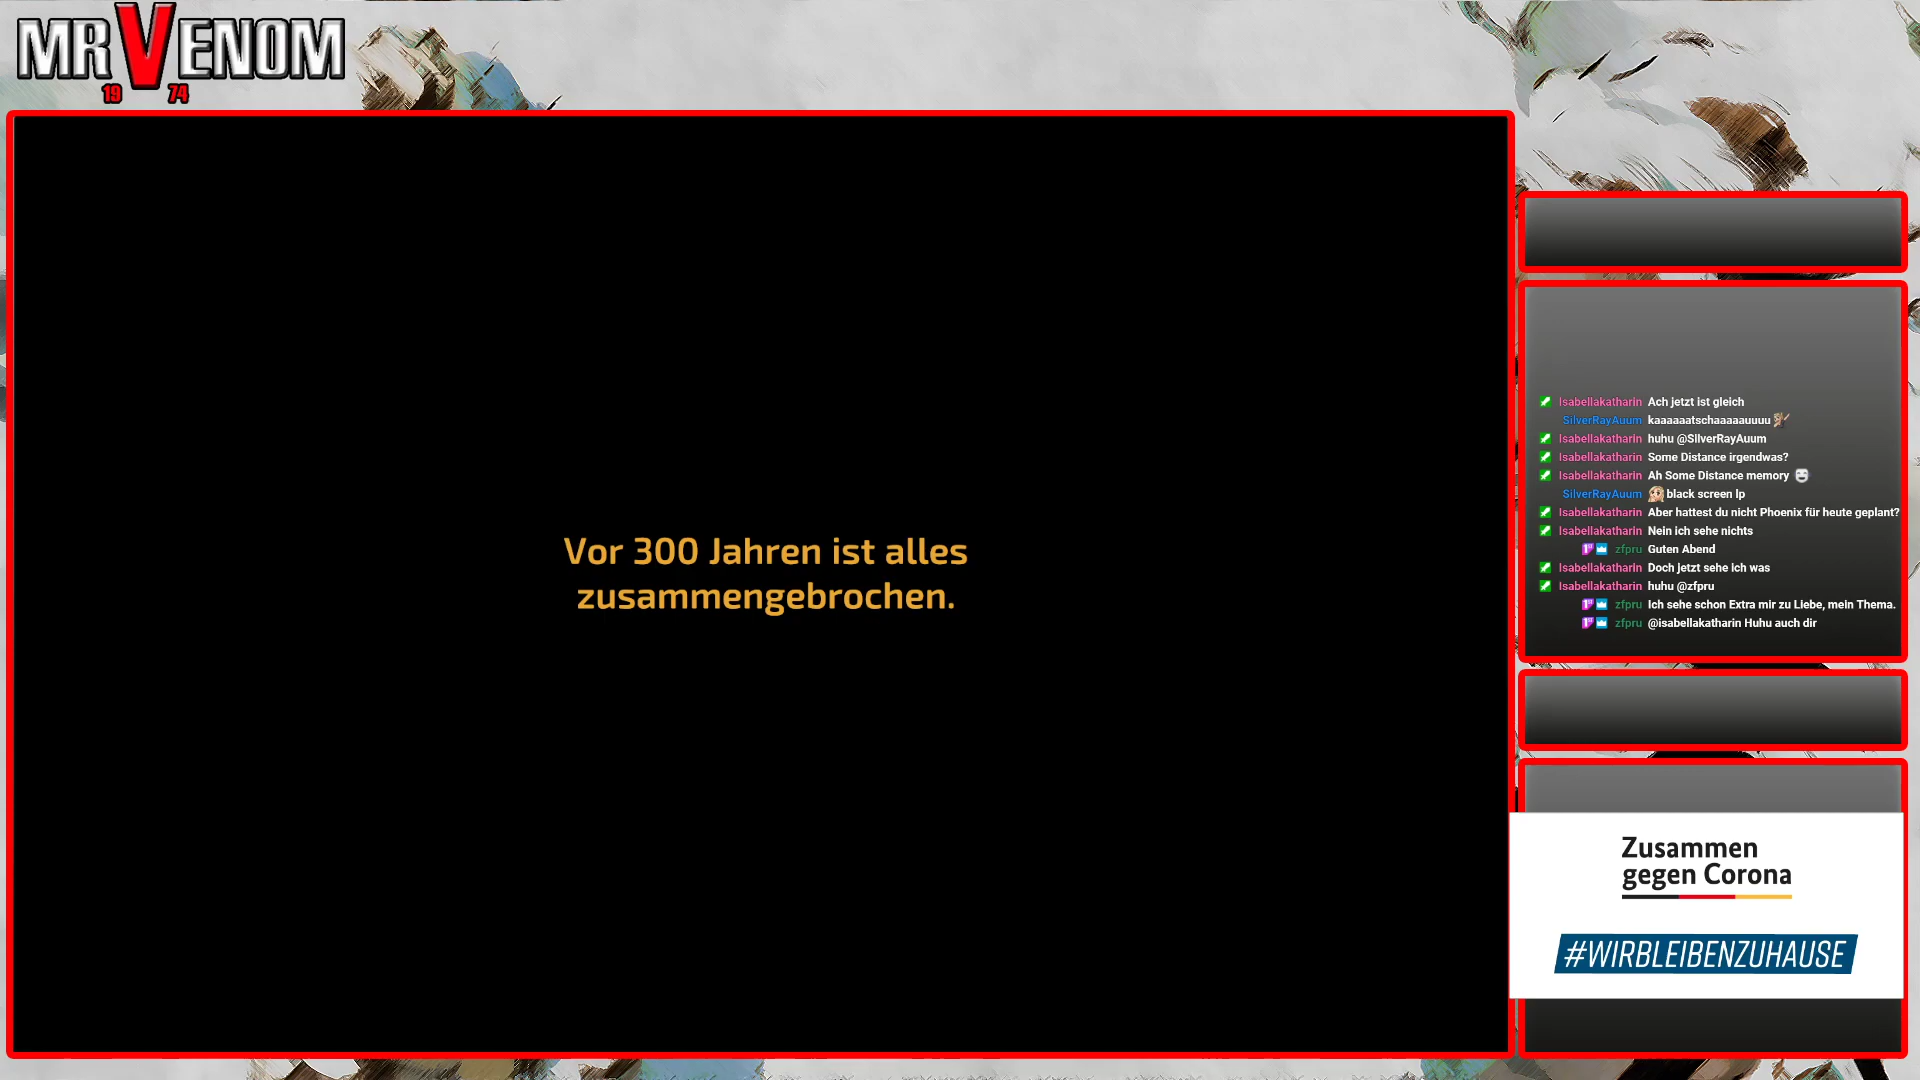 MRVENOM
19 74
Vor 300 Jahren ist alles
zusammengebrochen.
Isabellakatharin Ach jetzt ist gleich
SilverRayAuum kaaaaaatschaaaaauuuu
Isabellakatharin huhu @SilverRayAuum
Isabellakatharin Some Distance irgendwas?
Isabellakatharin Ah Some Distance memory
SilverRayAuum black screen lp
Isabellakatharin Aber hattest du nicht Phoenix für heute geplant?
Isabellakatharin Nein ich sehe nichts
zfpru Guten Abend
Isabellakatharin Doch jetzt sehe ich was
Isabellakatharin huhu @zfpru
zfpru Ich sehe schon Extra mir zu Liebe, mein Thema.
zfpru @isabellakatharin Huhu auch dir
Zusammen
gegen Corona
#WIRBLEIBENZUHAUSE